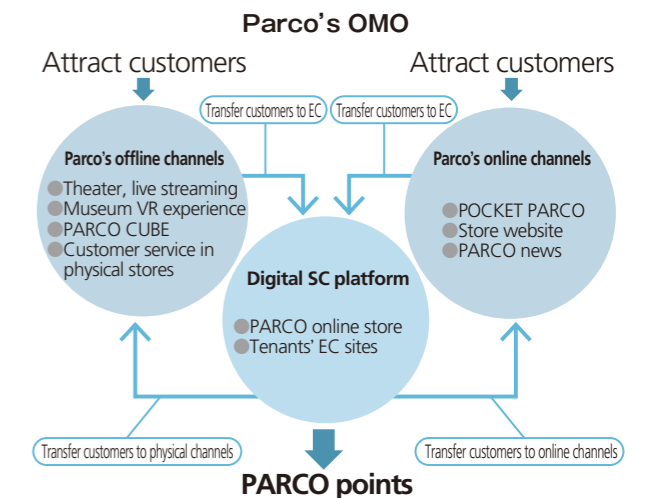 Parco's OMO
Attract customers
Attract customers
Transfer customers to EC
Transfer customers to EC
Parco's offline channels
●Theater, live streaming
●Museum VR experience
●PARCO CUBE
●Customer service in
physical stores
Parco's online channels
●POCKET PARCO
●Store website
●PARCO news
Digital SC platform
●PARCO online store
●Tenants' EC sites
Transfer customers to physical channels
Transfer customers to online channels
PARCO points